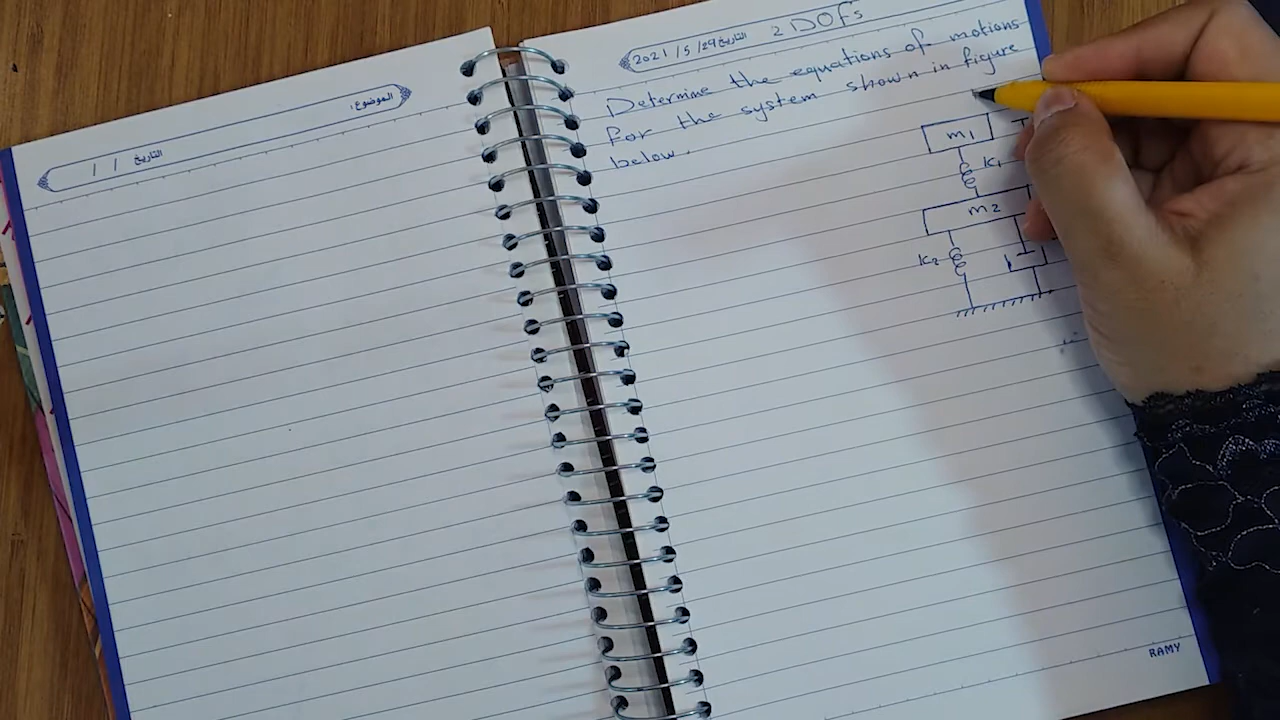 الموضوع:
التاريخ / /
2021/5/29 التاريخ 2 DOFs
Determine the equations of motions
for the system shown in figure
below.
m1
K1
m2
K2
RAMY